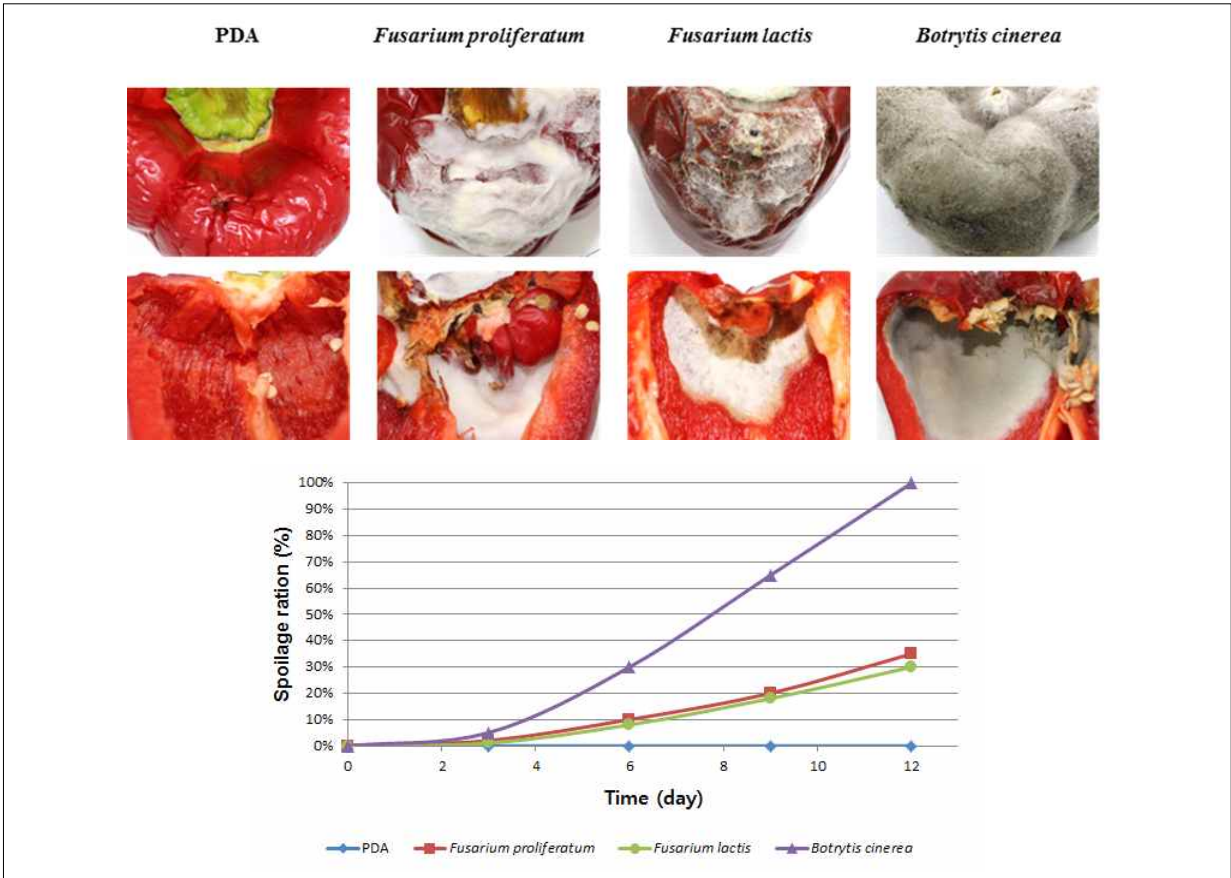 PDA Fusarium proliferatum Fusarium lactis Botrytis cinerea
100%
90%
80%
70%
60%
50%
40%
30%
20%
10%
0%
Spoilage ration (%)
0 2 4 6 8 10 12
Time (day)
PDA Fusarium proliferatum Fusarium lactis Botrytis cinerea